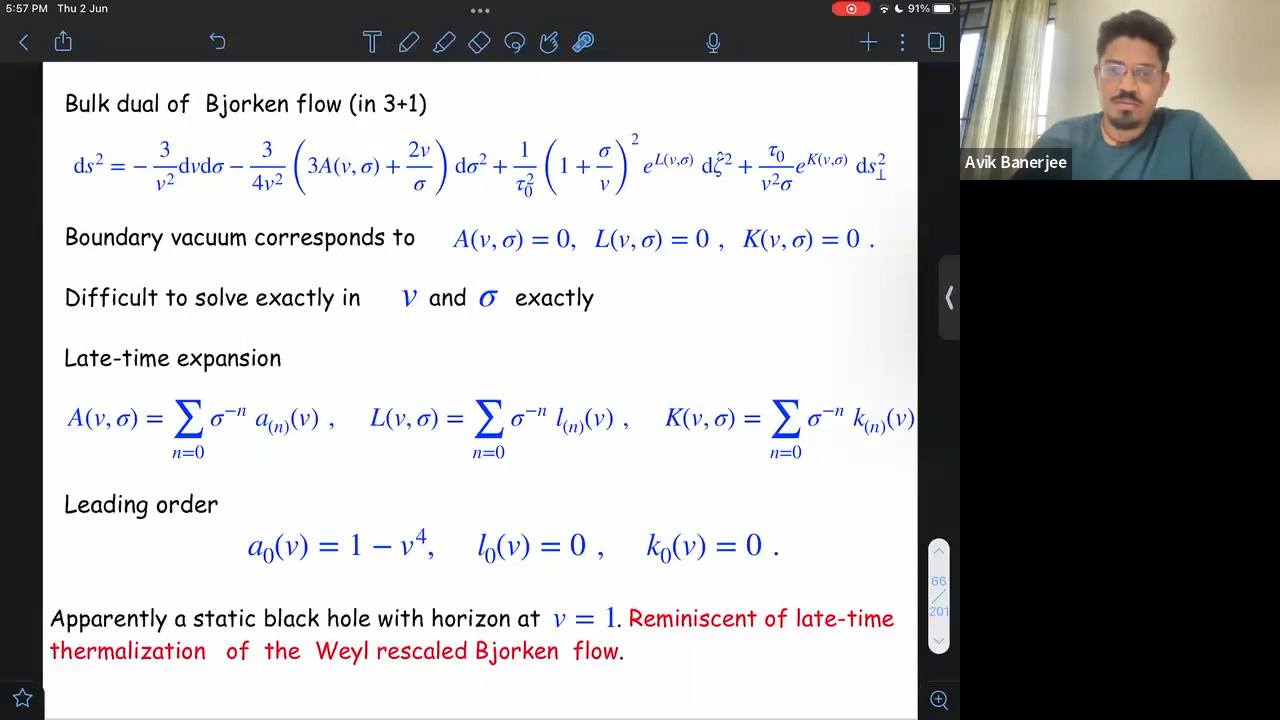 5:57 PM Thu 2 Jun
91%
Bulk dual of Bjorken flow (in 3+1)
ds² = − 3/v² dvdσ − 3/4v² (3A(v, σ) + 2v/σ) dσ² + 1/τ₀² (1 + σ/v)² e^{L(v,σ)} dζ̂² + τ₀/v²σ e^{K(v,σ)} ds²_⊥
Boundary vacuum corresponds to A(v, σ) = 0, L(v, σ) = 0 , K(v, σ) = 0 .
Difficult to solve exactly in v and σ exactly
Late-time expansion
A(v, σ) = ∑_{n=0} σ^{−n} a_{(n)}(v) , L(v, σ) = ∑_{n=0} σ^{−n} l_{(n)}(v) , K(v, σ) = ∑_{n=0} σ^{−n} k_{(n)}(v)
Leading order
a₀(v) = 1 − v⁴, l₀(v) = 0 , k₀(v) = 0 .
Apparently a static black hole with horizon at v = 1. Reminiscent of late-time
thermalization of the Weyl rescaled Bjorken flow.
66
201
Avik Banerjee